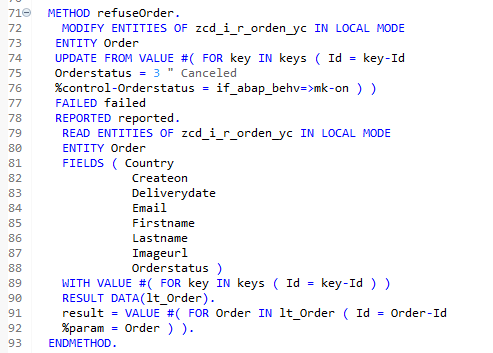 71 METHOD refuseOrder.
72 MODIFY ENTITIES OF zcd_i_r_orden_yc IN LOCAL MODE
73 ENTITY Order
74 UPDATE FROM VALUE #( FOR key IN keys ( Id = key-Id
75 Orderstatus = 3 " Canceled
76 %control-Orderstatus = if_abap_behv=>mk-on ) )
77 FAILED failed
78 REPORTED reported.
79 READ ENTITIES OF zcd_i_r_orden_yc IN LOCAL MODE
80 ENTITY Order
81 FIELDS ( Country
82 Createon
83 Deliverydate
84 Email
85 Firstname
86 Lastname
87 Imageurl
88 Orderstatus )
89 WITH VALUE #( FOR key IN keys ( Id = key-Id ) )
90 RESULT DATA(lt_Order).
91 result = VALUE #( FOR Order IN lt_Order ( Id = Order-Id
92 %param = Order ) ).
93 ENDMETHOD.